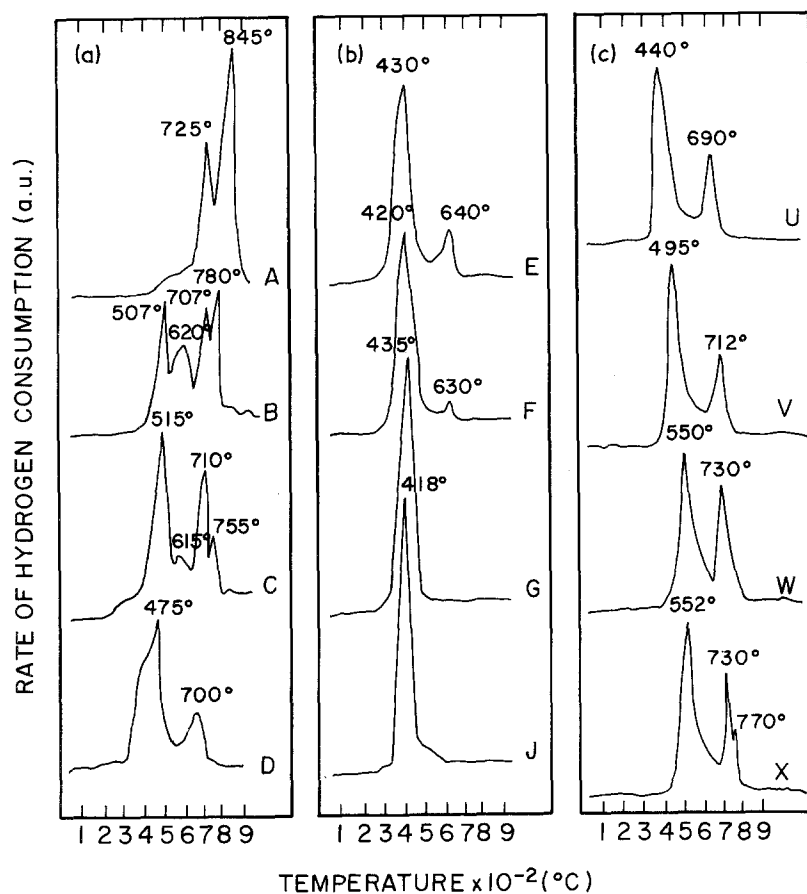 RATE OF HYDROGEN CONSUMPTION (a.u.)
(a)
845°
725°
A
780°
707°
507°
620°
B
515°
710°
615°
755°
C
475°
700°
D
1 2 3 4 5 6 7 8 9
(b)
430°
420°
640°
E
435°
630°
F
418°
G
J
1 2 3 4 5 6 7 8 9
(c)
440°
690°
U
495°
712°
V
550°
730°
W
552°
730°
770°
X
1 2 3 4 5 6 7 8 9
TEMPERATURE x 10⁻² (°C)